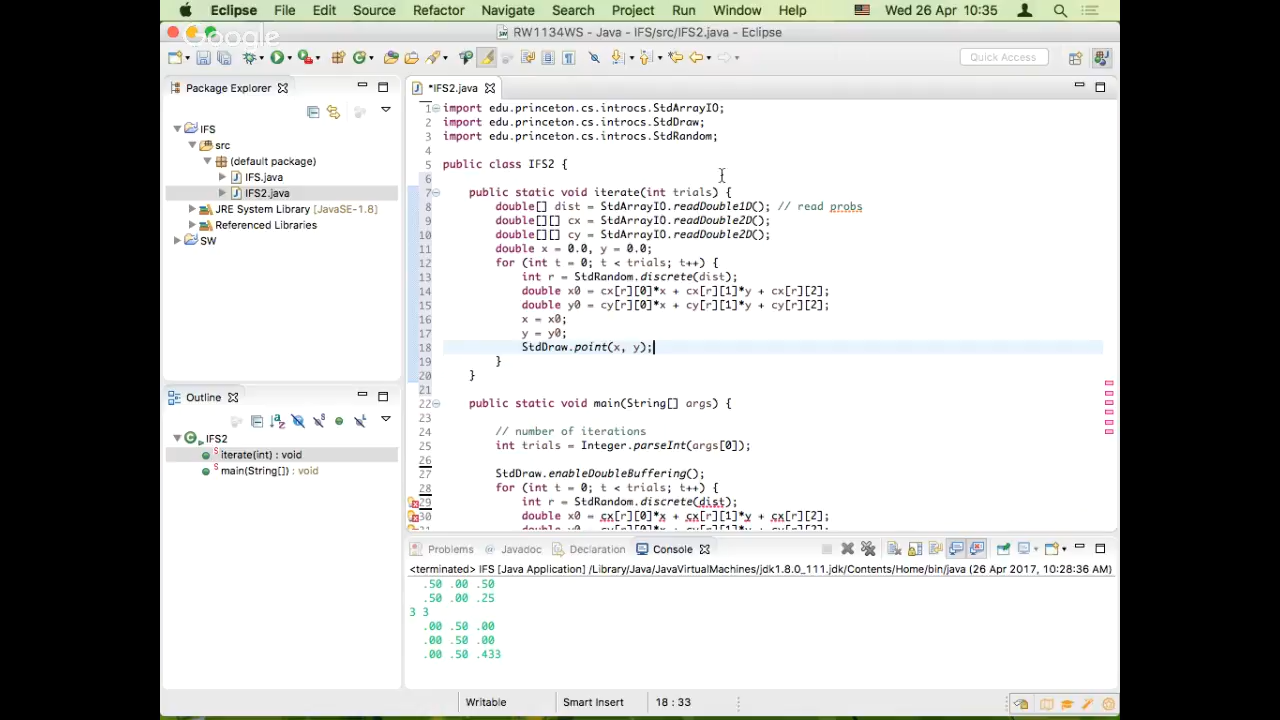 Eclipse File Edit Source Refactor Navigate Search Project Run Window Help Wed 26 Apr 10:35
Google
RW1134WS - Java - IFS/src/IFS2.java - Eclipse
Quick Access
Package Explorer
IFS
src
(default package)
IFS.java
IFS2.java
JRE System Library [JavaSE-1.8]
Referenced Libraries
SW
Outline
IFS2
iterate(int) : void
main(String[]) : void
*IFS2.java
1 import edu.princeton.cs.introcs.StdArrayIO;
2 import edu.princeton.cs.introcs.StdDraw;
3 import edu.princeton.cs.introcs.StdRandom;
4
5 public class IFS2 {
6
7 public static void iterate(int trials) {
8 double[] dist = StdArrayIO.readDouble1D(); // read probs
9 double[][] cx = StdArrayIO.readDouble2D();
10 double[][] cy = StdArrayIO.readDouble2D();
11 double x = 0.0, y = 0.0;
12 for (int t = 0; t < trials; t++) {
13 int r = StdRandom.discrete(dist);
14 double x0 = cx[r][0]*x + cx[r][1]*y + cx[r][2];
15 double y0 = cy[r][0]*x + cy[r][1]*y + cy[r][2];
16 x = x0;
17 y = y0;
18 StdDraw.point(x, y);
19 }
20 }
21
22 public static void main(String[] args) {
23
24 // number of iterations
25 int trials = Integer.parseInt(args[0]);
26
27 StdDraw.enableDoubleBuffering();
28 for (int t = 0; t < trials; t++) {
29 int r = StdRandom.discrete(dist);
30 double x0 = cx[r][0]*x + cx[r][1]*y + cx[r][2];
double y0 = cy[r][0]*x + cy[r][1]*y + cy[r][2];
Problems Javadoc Declaration Console
<terminated> IFS [Java Application] /Library/Java/JavaVirtualMachines/jdk1.8.0_111.jdk/Contents/Home/bin/java (26 Apr 2017, 10:28:36 AM)
.50 .00 .50
.50 .00 .25
3 3
.00 .50 .00
.00 .50 .00
.00 .50 .433
Writable Smart Insert 18 : 33